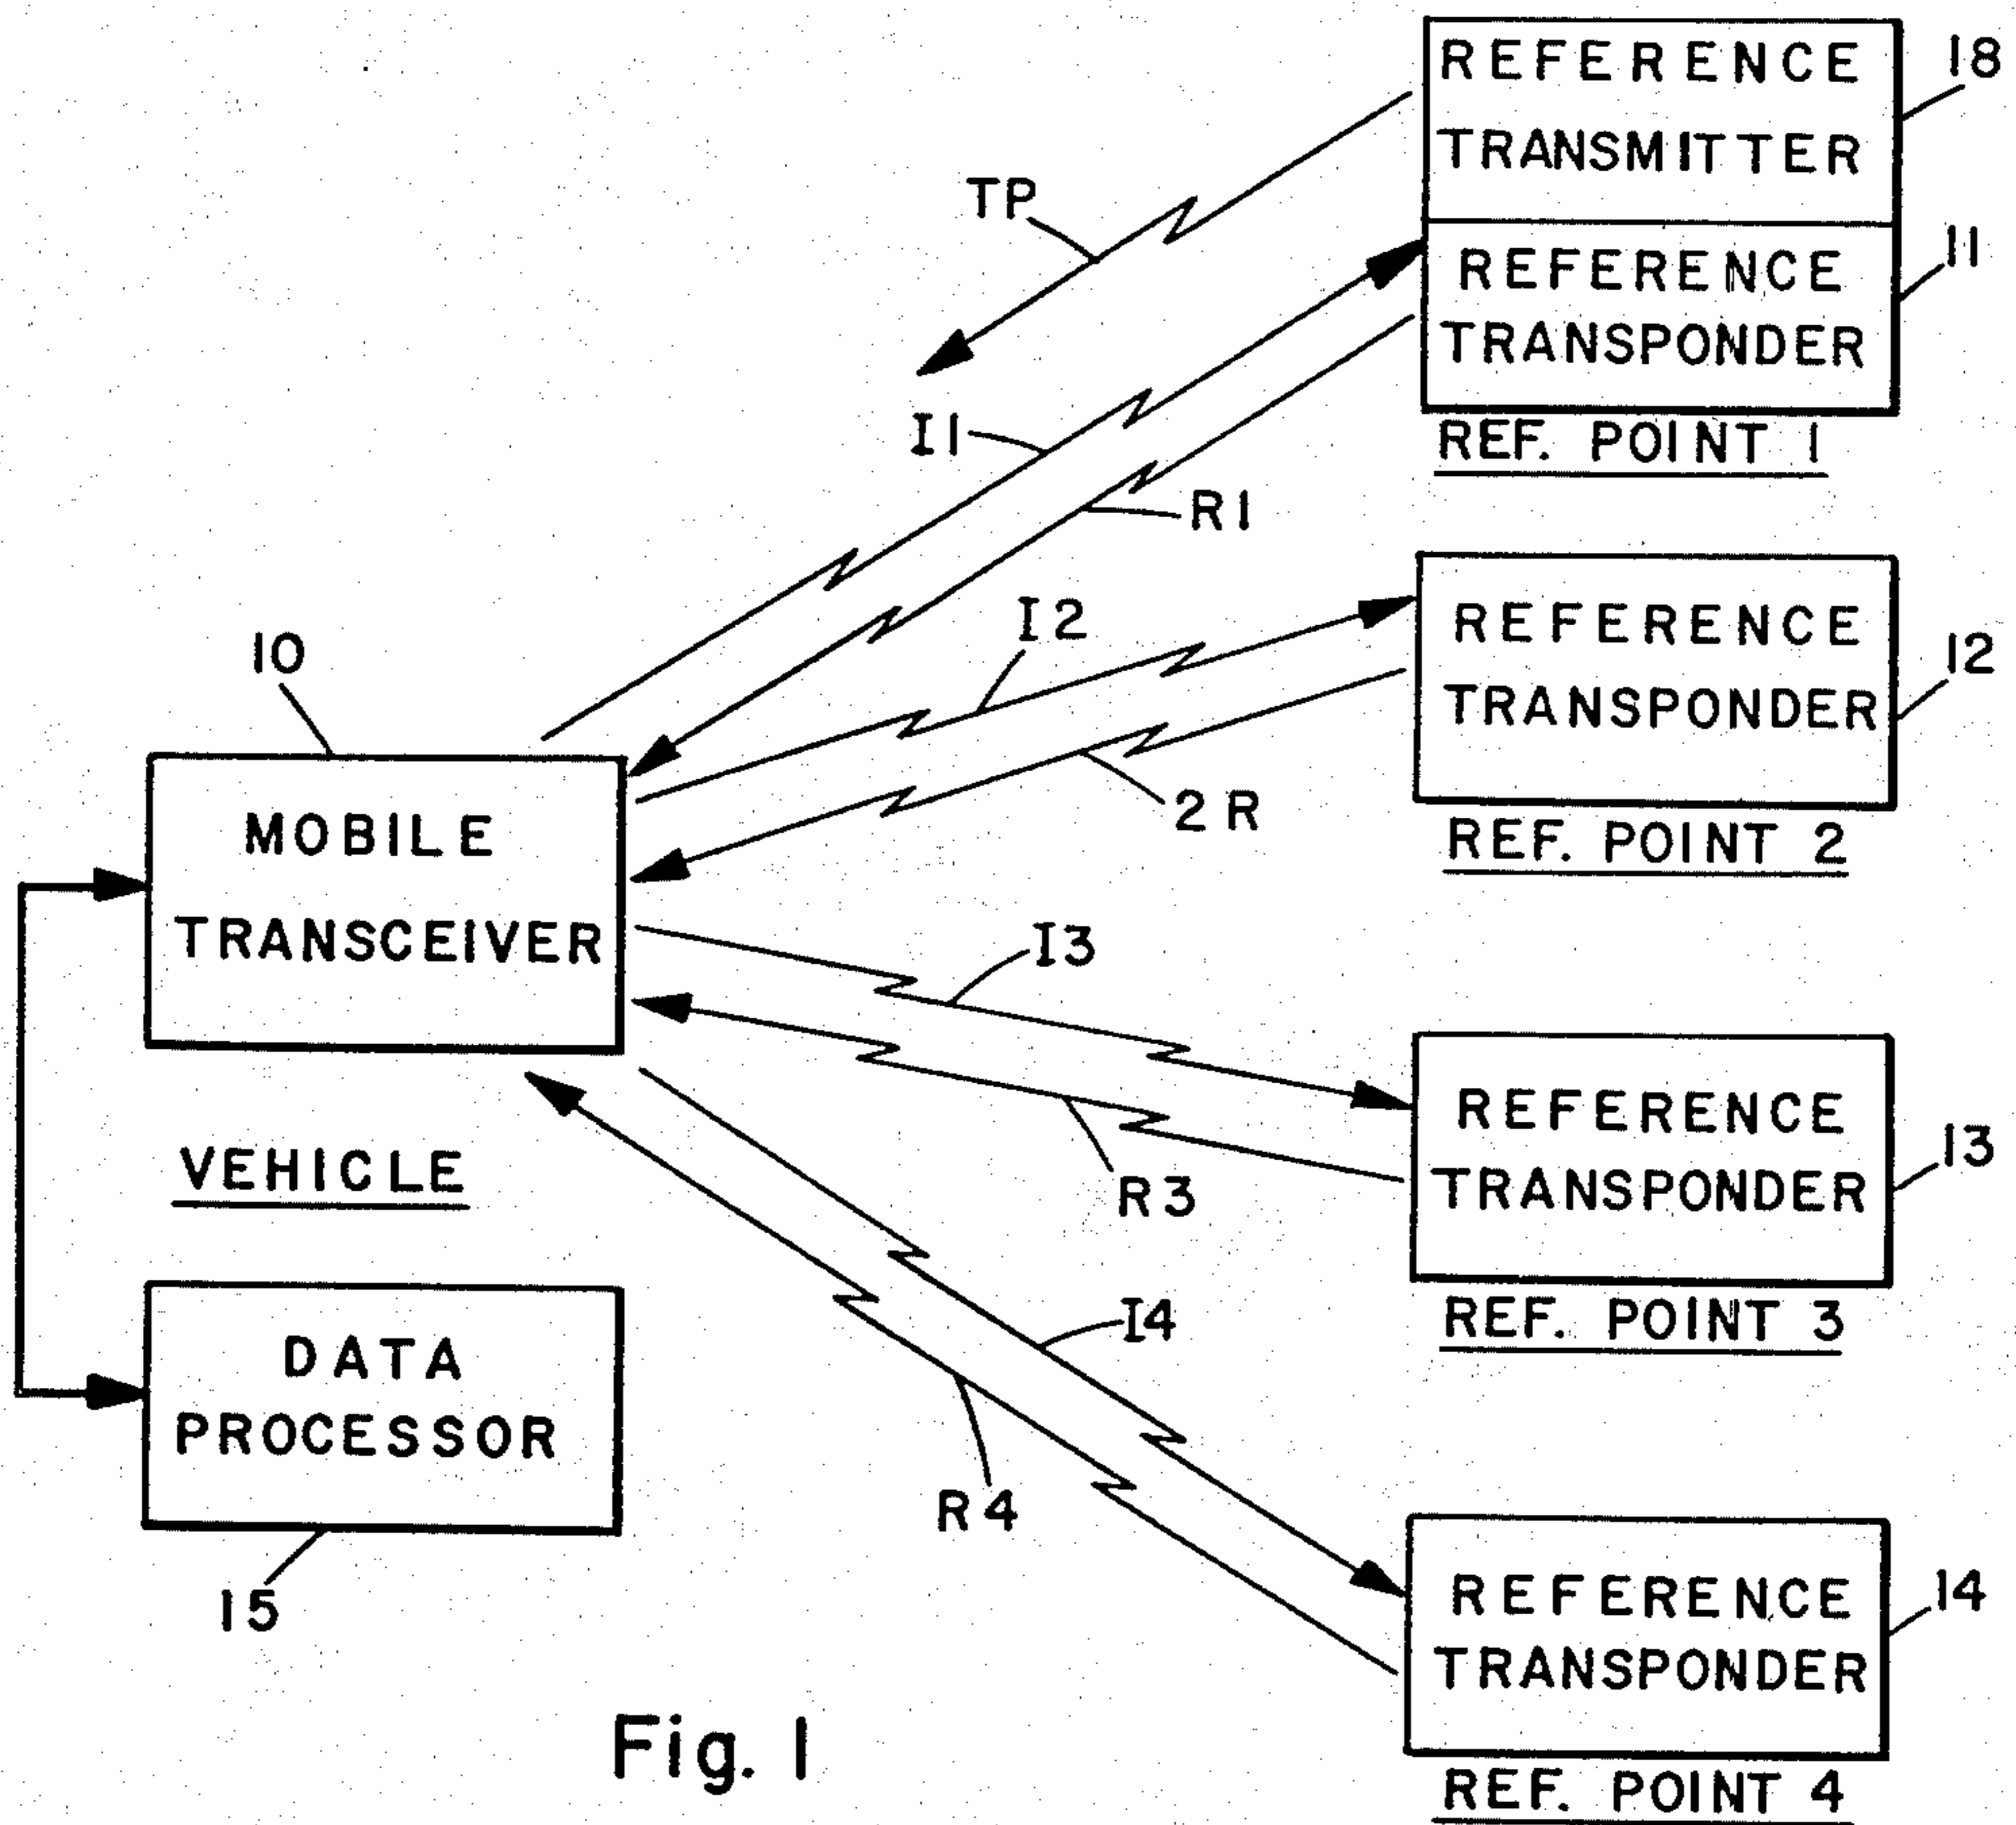 REFERENCE
TRANSMITTER
18
TP
REFERENCE
TRANSPONDER
11
I1
REF. POINT 1
R1
I2
REFERENCE
TRANSPONDER
12
10
2R
REF. POINT 2
MOBILE
TRANSCEIVER
I3
REFERENCE
TRANSPONDER
13
VEHICLE
R3
I4
REF. POINT 3
DATA
PROCESSOR
R4
15
REFERENCE
TRANSPONDER
14
Fig. 1
REF. POINT 4